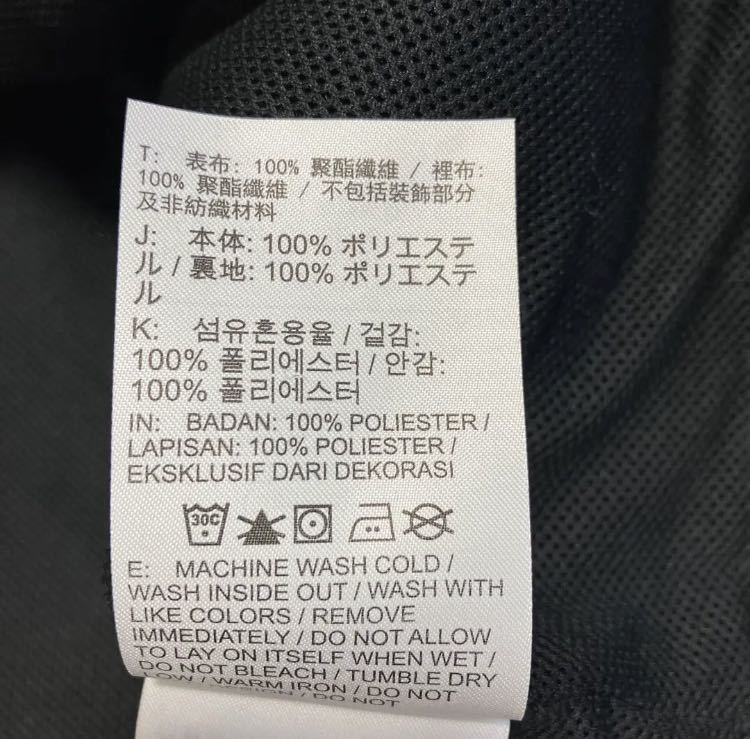 T: 表布: 100% 聚酯纖維 / 裡布:
100% 聚酯纖維 / 不包括裝飾部分
及非紡織材料
J: 本体: 100% ポリエステ
ル / 裏地: 100% ポリエステ
ル
K: 섬유혼용율 / 겉감:
100% 폴리에스터 / 안감:
100% 폴리에스터
IN: BADAN: 100% POLIESTER /
LAPISAN: 100% POLIESTER /
EKSKLUSIF DARI DEKORASI
30C
E: MACHINE WASH COLD /
WASH INSIDE OUT / WASH WITH
LIKE COLORS / REMOVE
IMMEDIATELY / DO NOT ALLOW
TO LAY ON ITSELF WHEN WET /
DO NOT BLEACH / TUMBLE DRY
LOW / WARM IRON / DO NOT
/ DO NOT